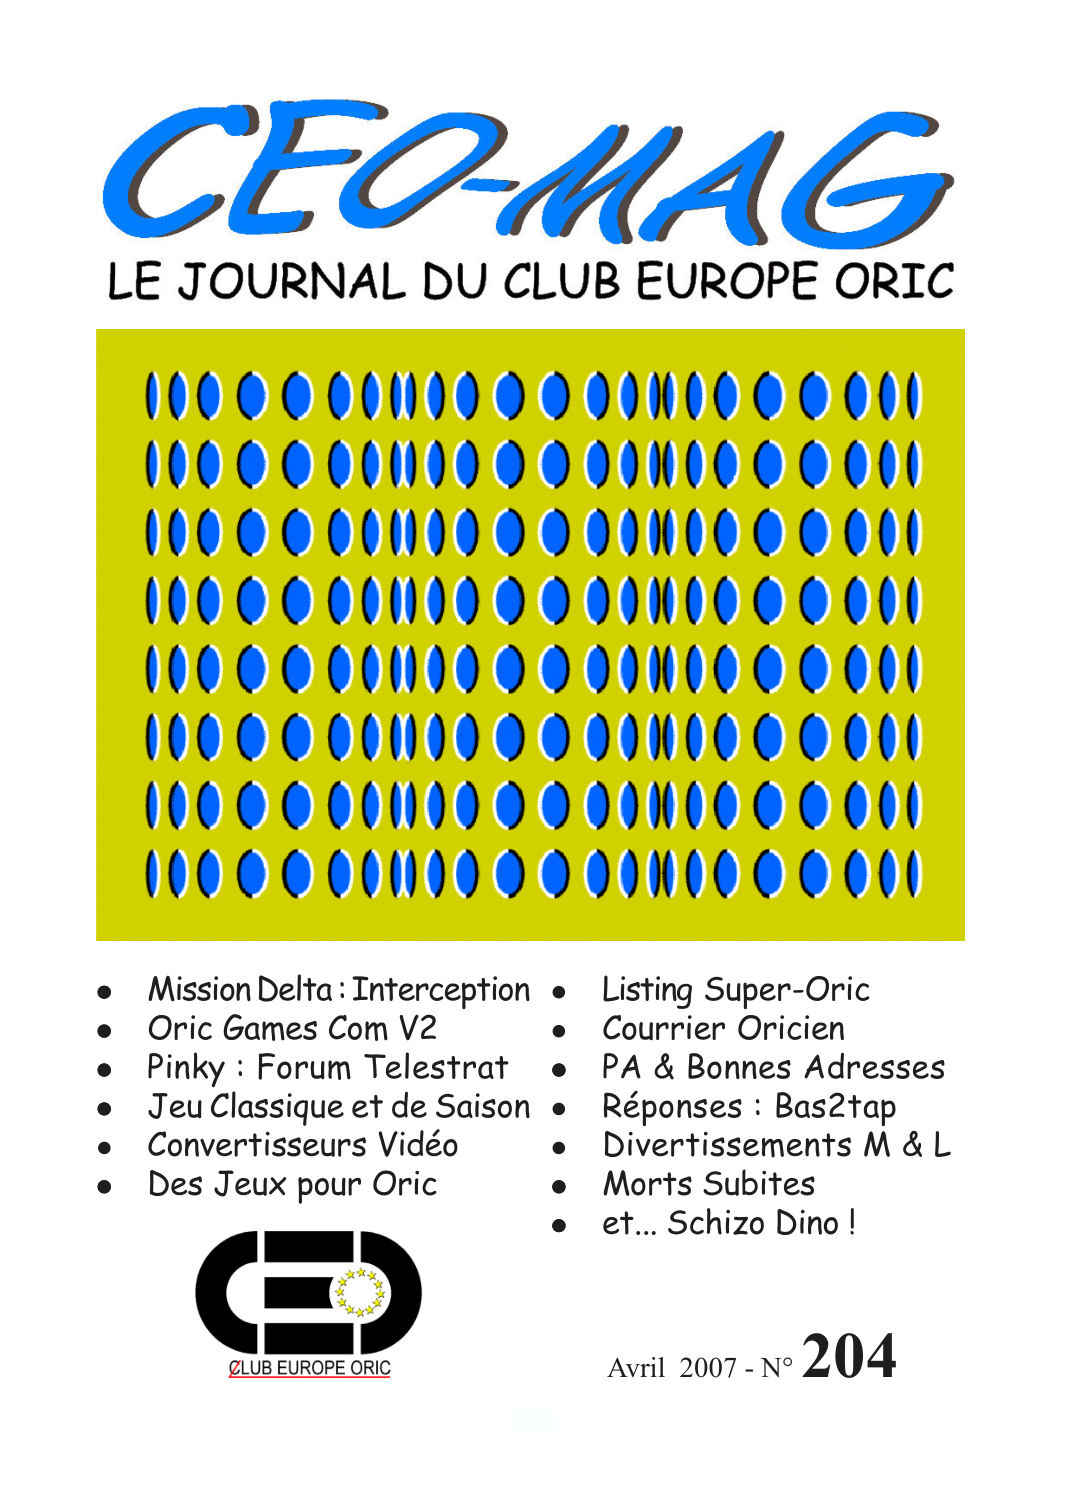 CEO-MAG
LE JOURNAL DU CLUB EUROPE ORIC
• Mission Delta : Interception
• Oric Games Com V2
• Pinky : Forum Telestrat
• Jeu Classique et de Saison
• Convertisseurs Vidéo
• Des Jeux pour Oric
• Listing Super-Oric
• Courrier Oricien
• PA & Bonnes Adresses
• Réponses : Bas2tap
• Divertissements M & L
• Morts Subites
• et... Schizo Dino !
CEO
CLUB EUROPE ORIC
Avril 2007 - N° 204